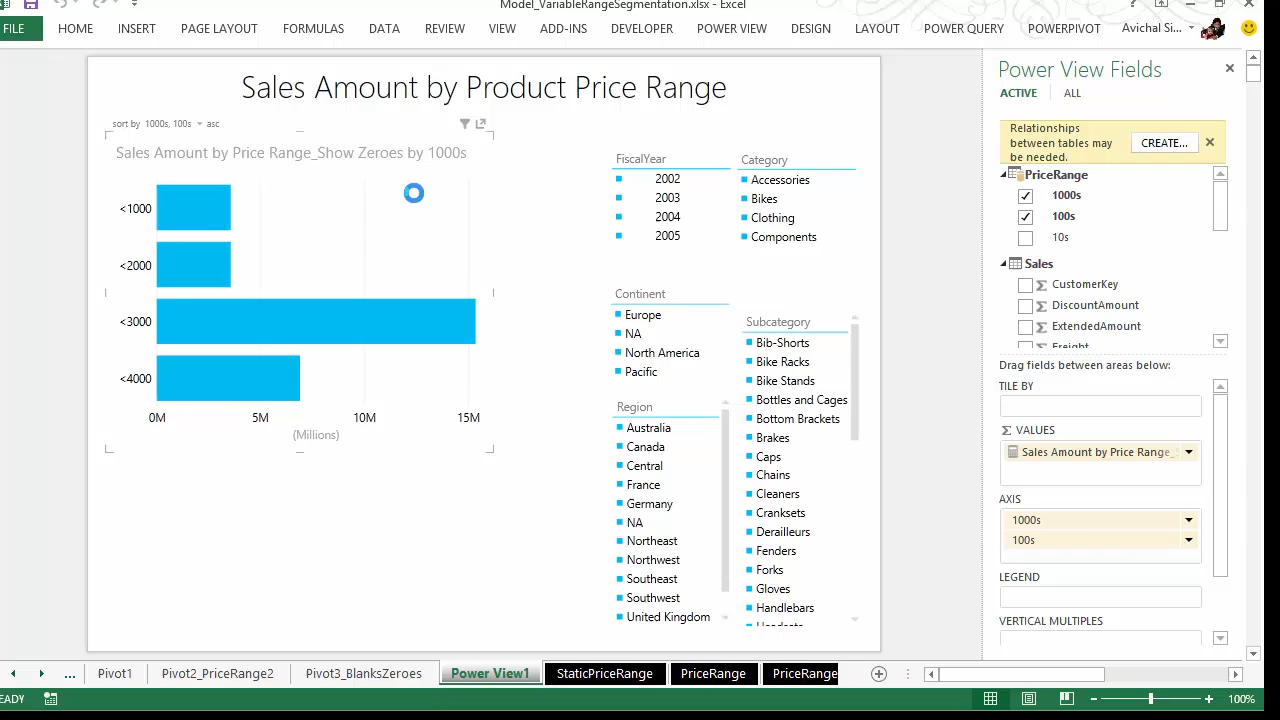 Model_VariableRangeSegmentation.xlsx - Excel
FILE HOME INSERT PAGE LAYOUT FORMULAS DATA REVIEW VIEW ADD-INS DEVELOPER POWER VIEW DESIGN LAYOUT POWER QUERY POWERPIVOT Avichal Si...
Sales Amount by Product Price Range
sort by 1000s, 100s asc
Sales Amount by Price Range_Show Zeroes by 1000s
<1000
<2000
<3000
<4000
0M 5M 10M 15M
(Millions)
FiscalYear
2002
2003
2004
2005
Category
Accessories
Bikes
Clothing
Components
Continent
Europe
NA
North America
Pacific
Region
Australia
Canada
Central
France
Germany
NA
Northeast
Northwest
Southeast
Southwest
United Kingdom
Subcategory
Bib-Shorts
Bike Racks
Bike Stands
Bottles and Cages
Bottom Brackets
Brakes
Caps
Chains
Cleaners
Cranksets
Derailleurs
Fenders
Forks
Gloves
Handlebars
Headsets
Power View Fields
ACTIVE ALL
Relationships
between tables may
be needed.
CREATE...
PriceRange
1000s
100s
10s
Sales
CustomerKey
DiscountAmount
ExtendedAmount
Freight
Drag fields between areas below:
TILE BY
Σ VALUES
Sales Amount by Price Range_
AXIS
1000s
100s
LEGEND
VERTICAL MULTIPLES
... Pivot1 Pivot2_PriceRange2 Pivot3_BlanksZeroes Power View1 StaticPriceRange PriceRange PriceRange
EADY 100%